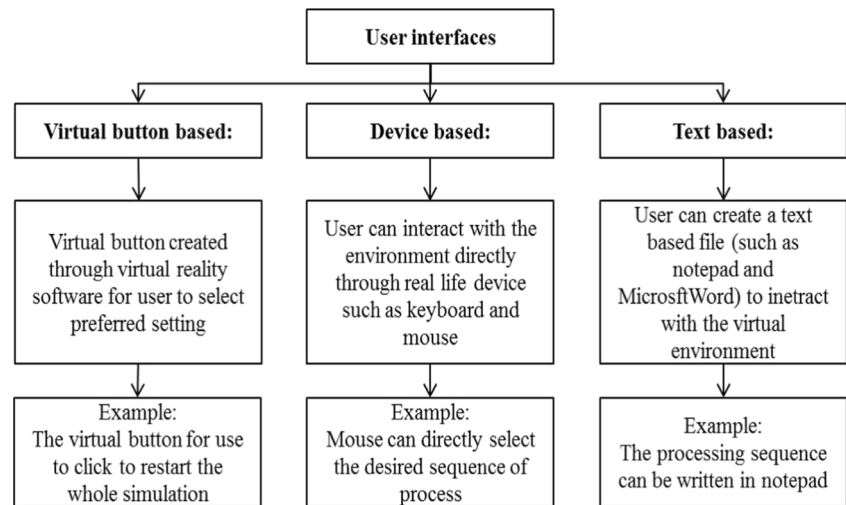 User interfaces
Virtual button based:
Device based:
Text based:
Virtual button created
through virtual reality
software for user to select
preferred setting
User can interact with the
environment directly
through real life device
such as keyboard and
mouse
User can create a text
based file (such as
notepad and
MicrosftWord) to inetract
with the virtual
environment
Example:
The virtual button for use
to click to restart the
whole simulation
Example:
Mouse can directly select
the desired sequence of
process
Example:
The processing sequence
can be written in notepad